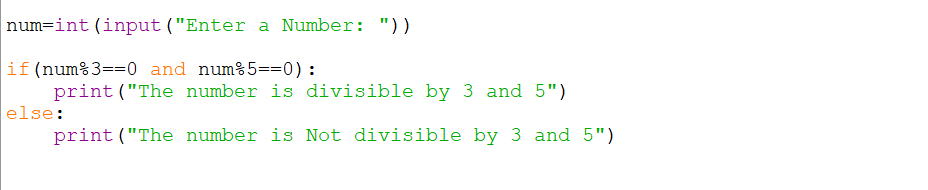 num=int(input("Enter a Number: "))
if(num%3==0 and num%5==0):
    print("The number is divisible by 3 and 5")
else:
    print("The number is Not divisible by 3 and 5")